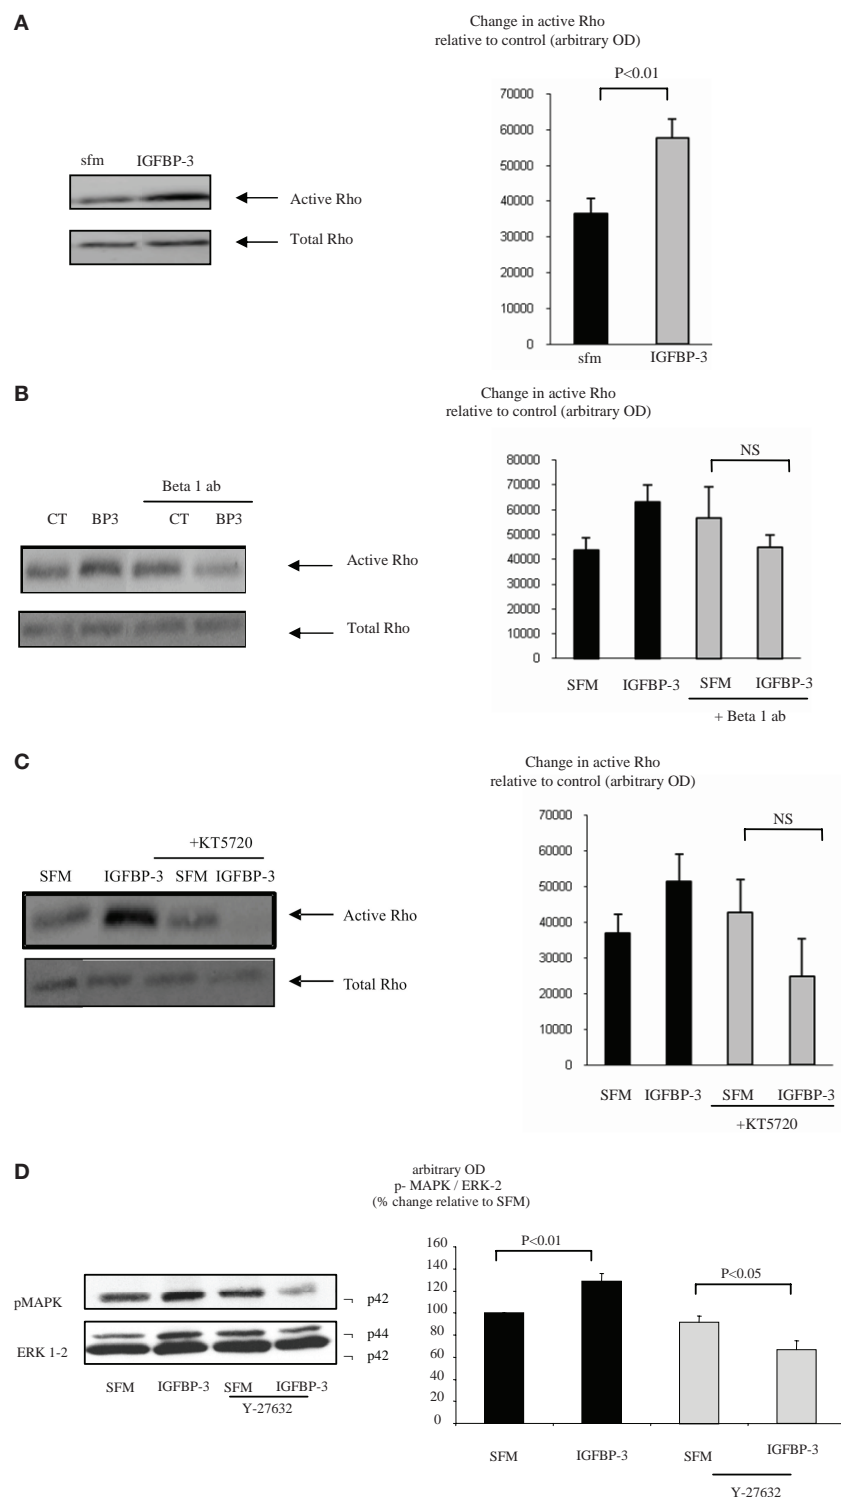 A
Change in active Rho
relative to control (arbitrary OD)
P<0.01
sfm IGFBP-3
Active Rho
Total Rho
70000
60000
50000
40000
30000
20000
10000
0
sfm IGFBP-3
B
Change in active Rho
relative to control (arbitrary OD)
Beta 1 ab
CT BP3 CT BP3
Active Rho
Total Rho
NS
80000
70000
60000
50000
40000
30000
20000
10000
0
SFM IGFBP-3 SFM IGFBP-3
+ Beta 1 ab
C
Change in active Rho
relative to control (arbitrary OD)
+KT5720
SFM IGFBP-3 SFM IGFBP-3
Active Rho
Total Rho
NS
70000
60000
50000
40000
30000
20000
10000
0
SFM IGFBP-3 SFM IGFBP-3
+KT5720
D
arbitrary OD
p- MAPK / ERK-2
(% change relative to SFM)
pMAPK
p42
ERK 1-2
p44
p42
SFM IGFBP-3 SFM IGFBP-3
Y-27632
P<0.01
P<0.05
160
140
120
100
80
60
40
20
0
SFM IGFBP-3 SFM IGFBP-3
Y-27632